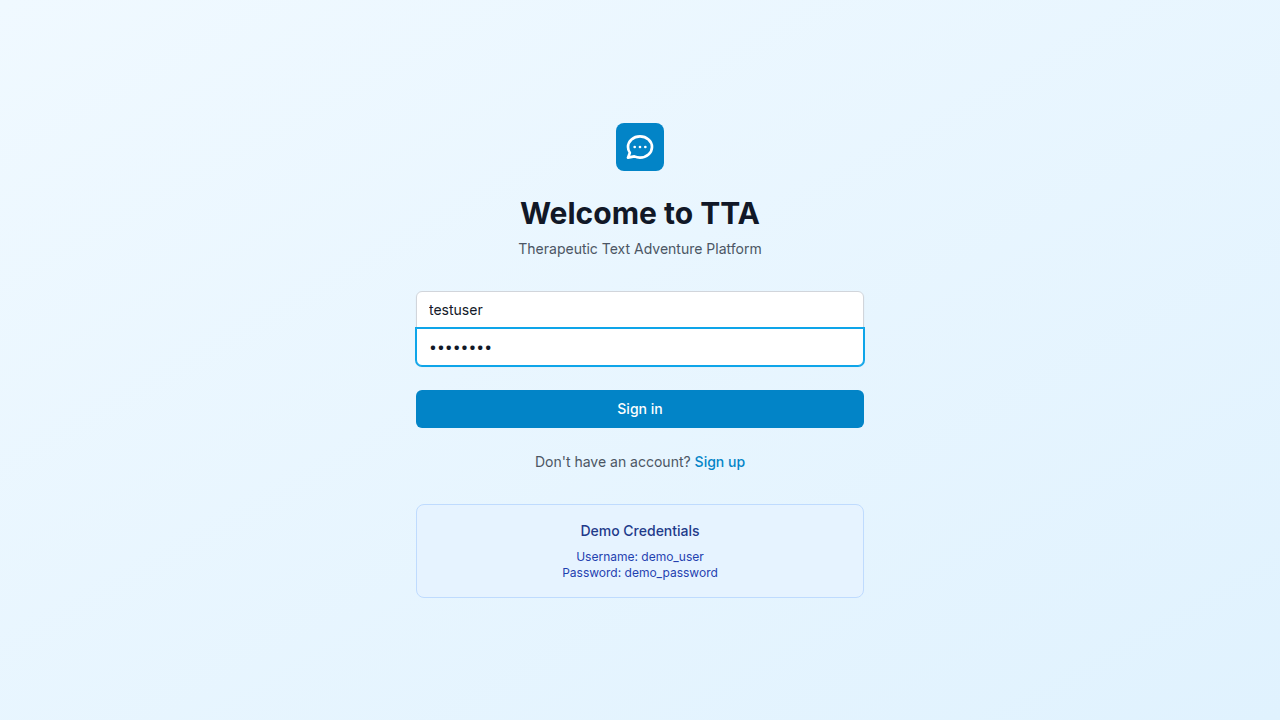 Welcome to TTA
Therapeutic Text Adventure Platform
testuser
••••••••
Sign in
Don't have an account? Sign up
Demo Credentials
Username: demo_user
Password: demo_password